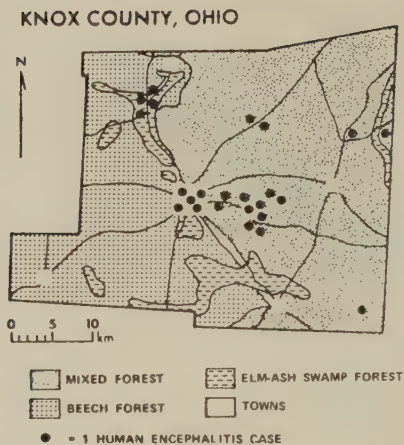 KNOX COUNTY, OHIO
N
0 5 10
km
MIXED FOREST
ELM-ASH SWAMP FOREST
BEECH FOREST
TOWNS
= 1 HUMAN ENCEPHALITIS CASE